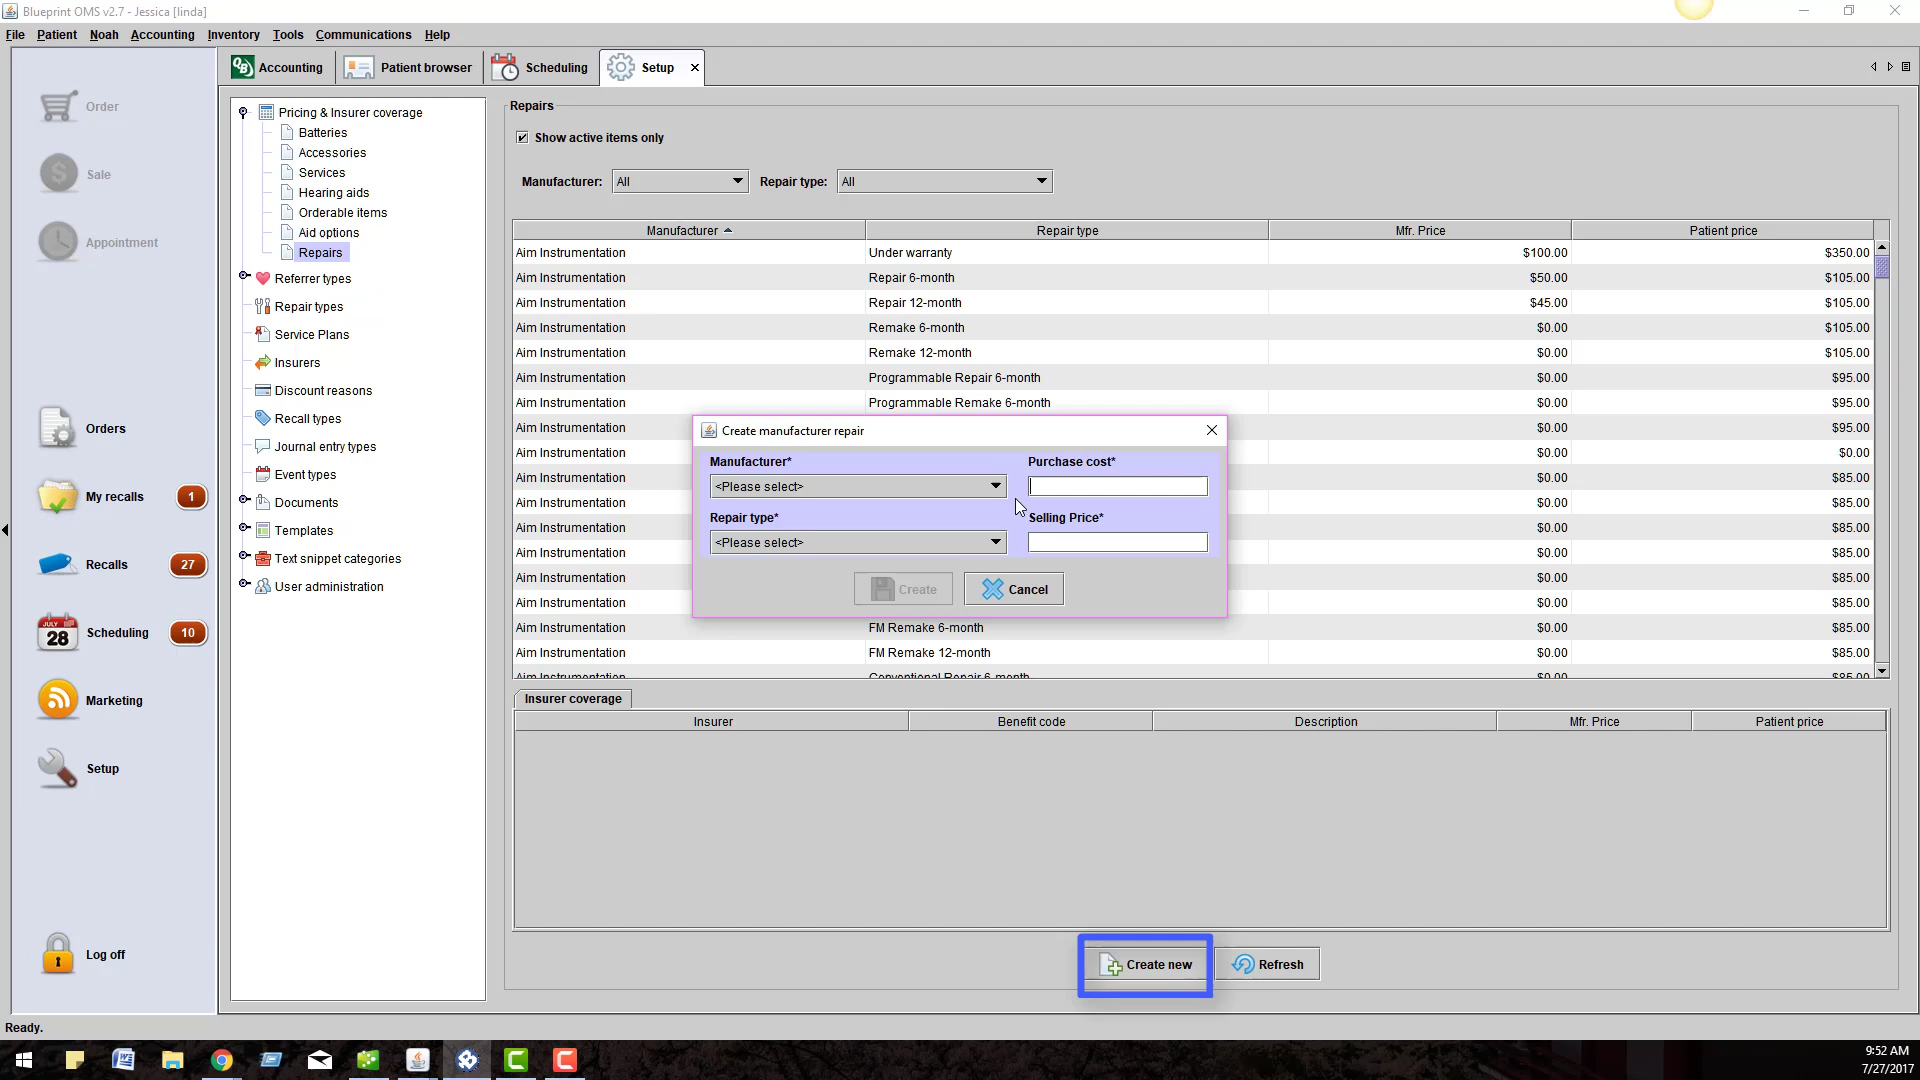 Blueprint OMS v2.7 - Jessica [linda]
File Patient Noah Accounting Inventory Tools Communications Help
Accounting Patient browser Scheduling Setup
Order
Sale
$
Appointment
Orders
My recalls 1
Recalls 27
JULY
28
Scheduling 10
Marketing
Setup
Log off
Pricing & Insurer coverage
Batteries
Accessories
Services
Hearing aids
Orderable items
Aid options
Repairs
Referrer types
Repair types
Service Plans
Insurers
Discount reasons
Recall types
Journal entry types
Event types
Documents
Templates
Text snippet categories
User administration
Repairs
Show active items only
Manufacturer: All Repair type: All
Manufacturer Repair type Mfr. Price Patient price
Aim Instrumentation Under warranty $100.00 $350.00
Aim Instrumentation Repair 6-month $50.00 $105.00
Aim Instrumentation Repair 12-month $45.00 $105.00
Aim Instrumentation Remake 6-month $0.00 $105.00
Aim Instrumentation Remake 12-month $0.00 $105.00
Aim Instrumentation Programmable Repair 6-month $0.00 $95.00
Aim Instrumentation Programmable Remake 6-month $0.00 $95.00
Aim Instrumentation $0.00 $95.00
Aim Instrumentation $0.00 $0.00
Aim Instrumentation $0.00 $85.00
Aim Instrumentation $0.00 $85.00
Aim Instrumentation $0.00 $85.00
Aim Instrumentation $0.00 $85.00
Aim Instrumentation $0.00 $85.00
Aim Instrumentation $0.00 $85.00
Aim Instrumentation FM Remake 6-month $0.00 $85.00
Aim Instrumentation FM Remake 12-month $0.00 $85.00
Aim Instrumentation Conventional Repair 6-month $0.00 $85.00
Create manufacturer repair
Manufacturer* Purchase cost*
<Please select>
Repair type* Selling Price*
<Please select>
Create Cancel
Insurer coverage
Insurer Benefit code Description Mfr. Price Patient price
Create new Refresh
Ready.
9:52 AM
7/27/2017